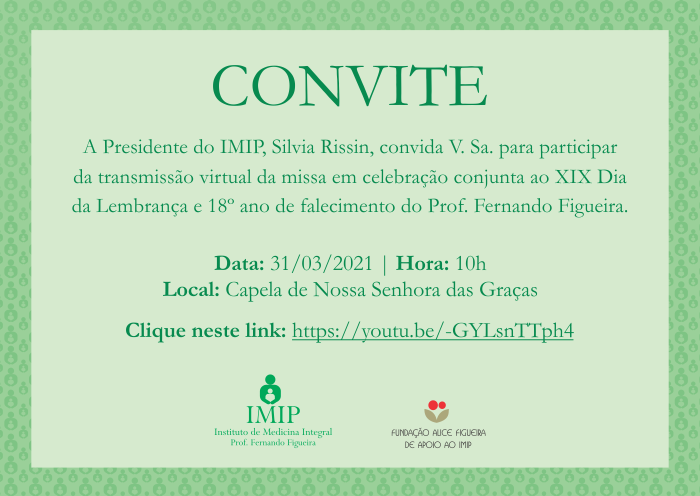 CONVITE
A Presidente do IMIP, Silvia Rissin, convida V. Sa. para participar
da transmissão virtual da missa em celebração conjunta ao XIX Dia
da Lembrança e 18º ano de falecimento do Prof. Fernando Figueira.
Data: 31/03/2021 | Hora: 10h
Local: Capela de Nossa Senhora das Graças
Clique neste link: https://youtu.be/-GYLsnTTph4
IMIP
Instituto de Medicina Integral
Prof. Fernando Figueira
FUNDAÇÃO ALICE FIGUEIRA
DE APOIO AO IMIP